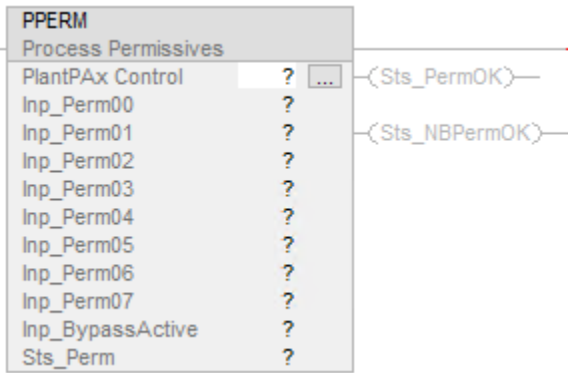 PPERM
Process Permissives
PlantPAx Control ? ... (Sts_PermOK)
Inp_Perm00 ?
Inp_Perm01 ? (Sts_NBPermOK)
Inp_Perm02 ?
Inp_Perm03 ?
Inp_Perm04 ?
Inp_Perm05 ?
Inp_Perm06 ?
Inp_Perm07 ?
Inp_BypassActive ?
Sts_Perm ?